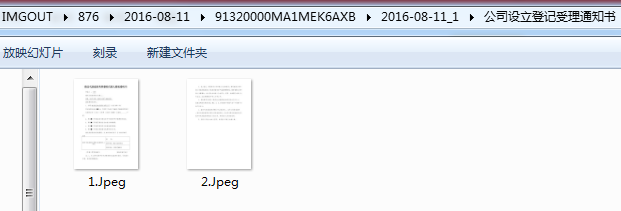 IMGOUT ▸ 876 ▸ 2016-08-11 ▸ 91320000MA1MEK6AXB ▸ 2016-08-11_1 ▸ 公司设立登记受理通知书
放映幻灯片 刻录 新建文件夹
1.Jpeg 2.Jpeg